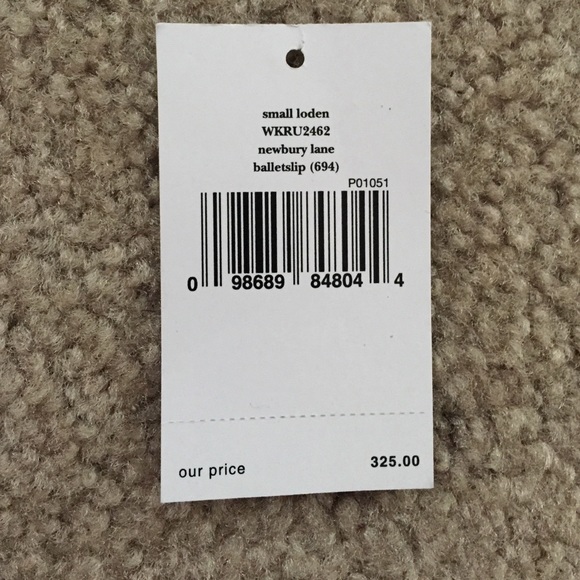 small loden
WKRU2462
newbury lane
balletslip (694)
P01051
0 98689 84804 4
our price 325.00